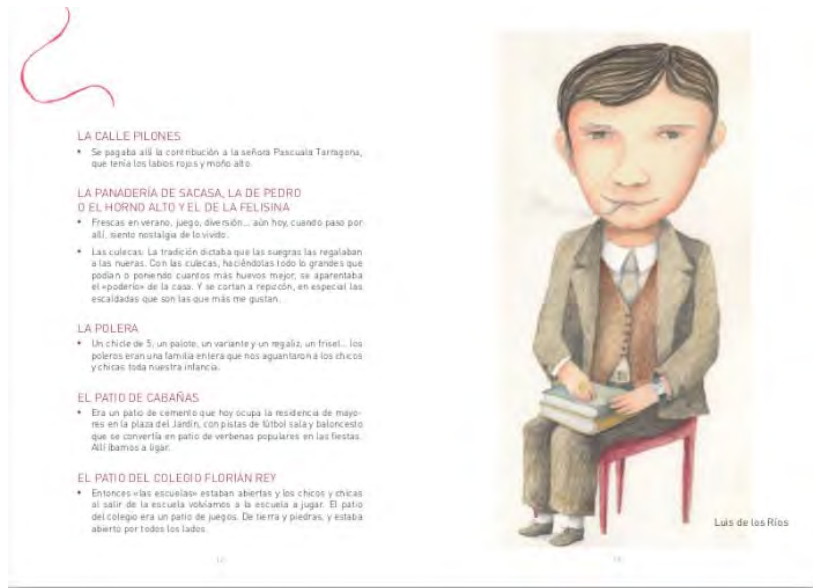 LA CALLE PILONES
• Se pagaba allí la contribución a la señora Pascuala Tarragona,
que tenía los labios rojos y moño alto.
LA PANADERÍA DE SACASA, LA DE PEDRO
O EL HORNO ALTO Y EL DE LA FELISINA
• Frescas en verano, juego, diversión... aún hoy, cuando paso por
allí, siento nostalgia de lo vivido.
• Las culecas: La tradición dictaba que las suegras las regalaban
a las nueras. Con las culecas, haciéndolas todo lo grandes que
podían o poniendo cuantos más huevos mejor, se aparentaba
el «poderío» de la casa. Y se cortan a repizcón, en especial las
escaldadas que son las que más me gustan.
LA POLERA
• Un chicle de 5, un palote, un variante y un regaliz, un frisel... los
poleros eran una familia entera que nos aguantaron a los chicos
y chicas toda nuestra infancia.
EL PATIO DE CABAÑAS
• Era un patio de cemento que hoy ocupa la residencia de mayo-
res en la plaza del Jardín, con pistas de fútbol sala y baloncesto
que se convertía en patio de verbenas populares en las fiestas.
Allí íbamos a ligar.
EL PATIO DEL COLEGIO FLORIÁN REY
• Entonces «las escuelas» estaban abiertas y los chicos y chicas
al salir de la escuela volvíamos a la escuela a jugar. El patio
del colegio era un patio de juegos. De tierra y piedras, y estaba
abierto por todos los lados.
Luis de los Ríos